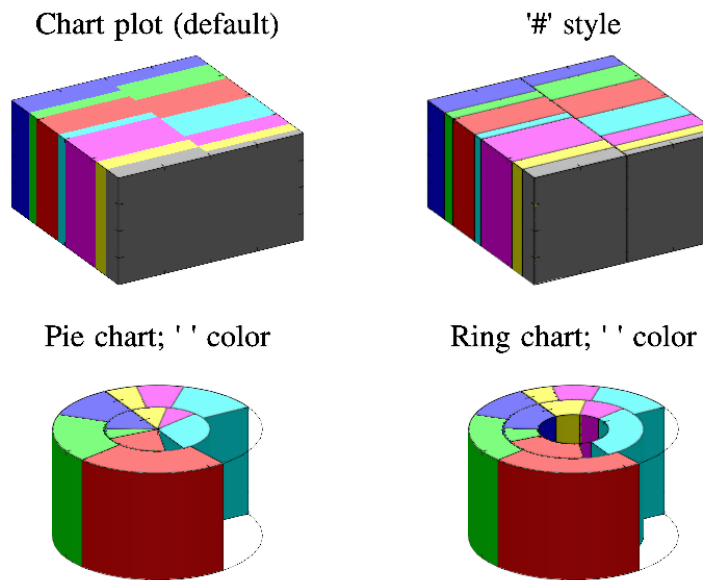 Chart plot (default)
'#' style
Pie chart; ' ' color
Ring chart; ' ' color